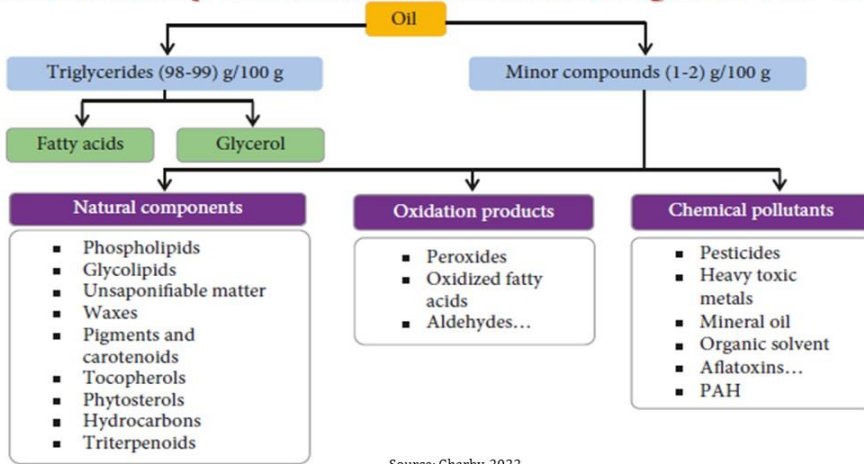 Oil
Triglycerides (98-99) g/100 g
Minor compounds (1-2) g/100 g
Fatty acids
Glycerol
Natural components
▪ Phospholipids
▪ Glycolipids
▪ Unsaponifiable matter
▪ Waxes
▪ Pigments and
carotenoids
▪ Tocopherols
▪ Phytosterols
▪ Hydrocarbons
▪ Triterpenoids
Oxidation products
▪ Peroxides
▪ Oxidized fatty
acids
▪ Aldehydes…
Chemical pollutants
▪ Pesticides
▪ Heavy toxic
metals
▪ Mineral oil
▪ Organic solvent
▪ Aflatoxins…
▪ PAH